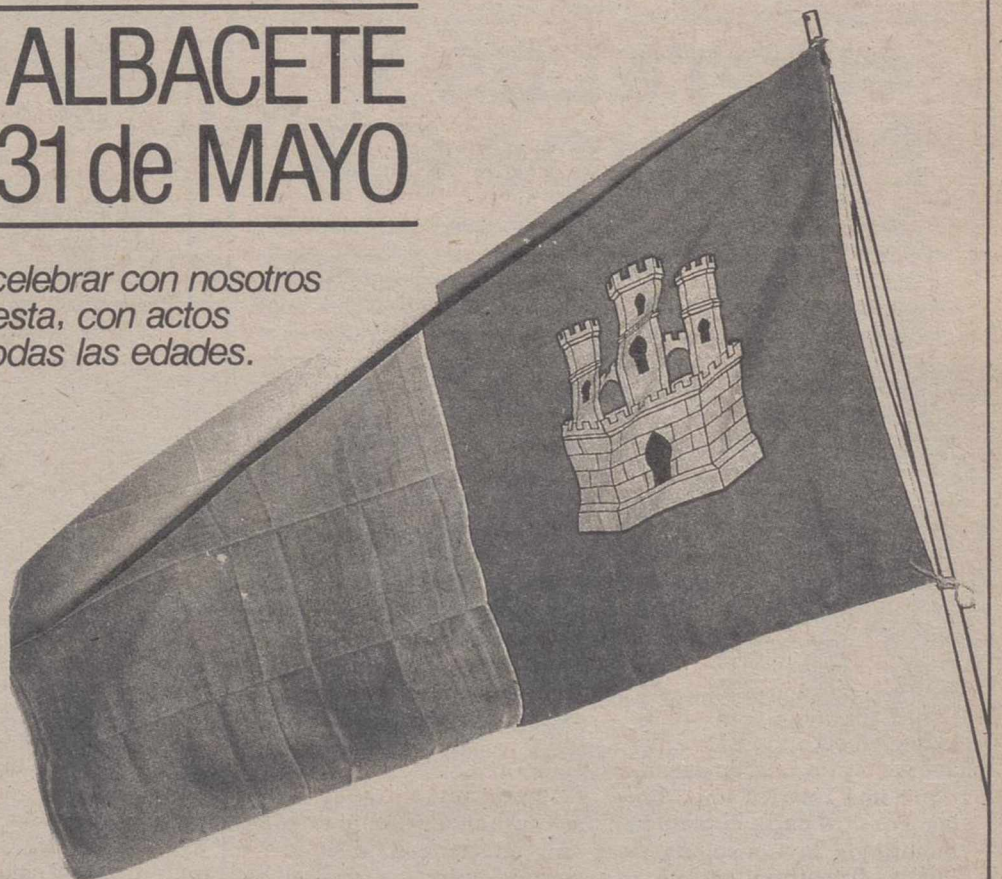 ALBACETE
31 de MAYO
celebrar con nosotros
esta, con actos
odas las edades.